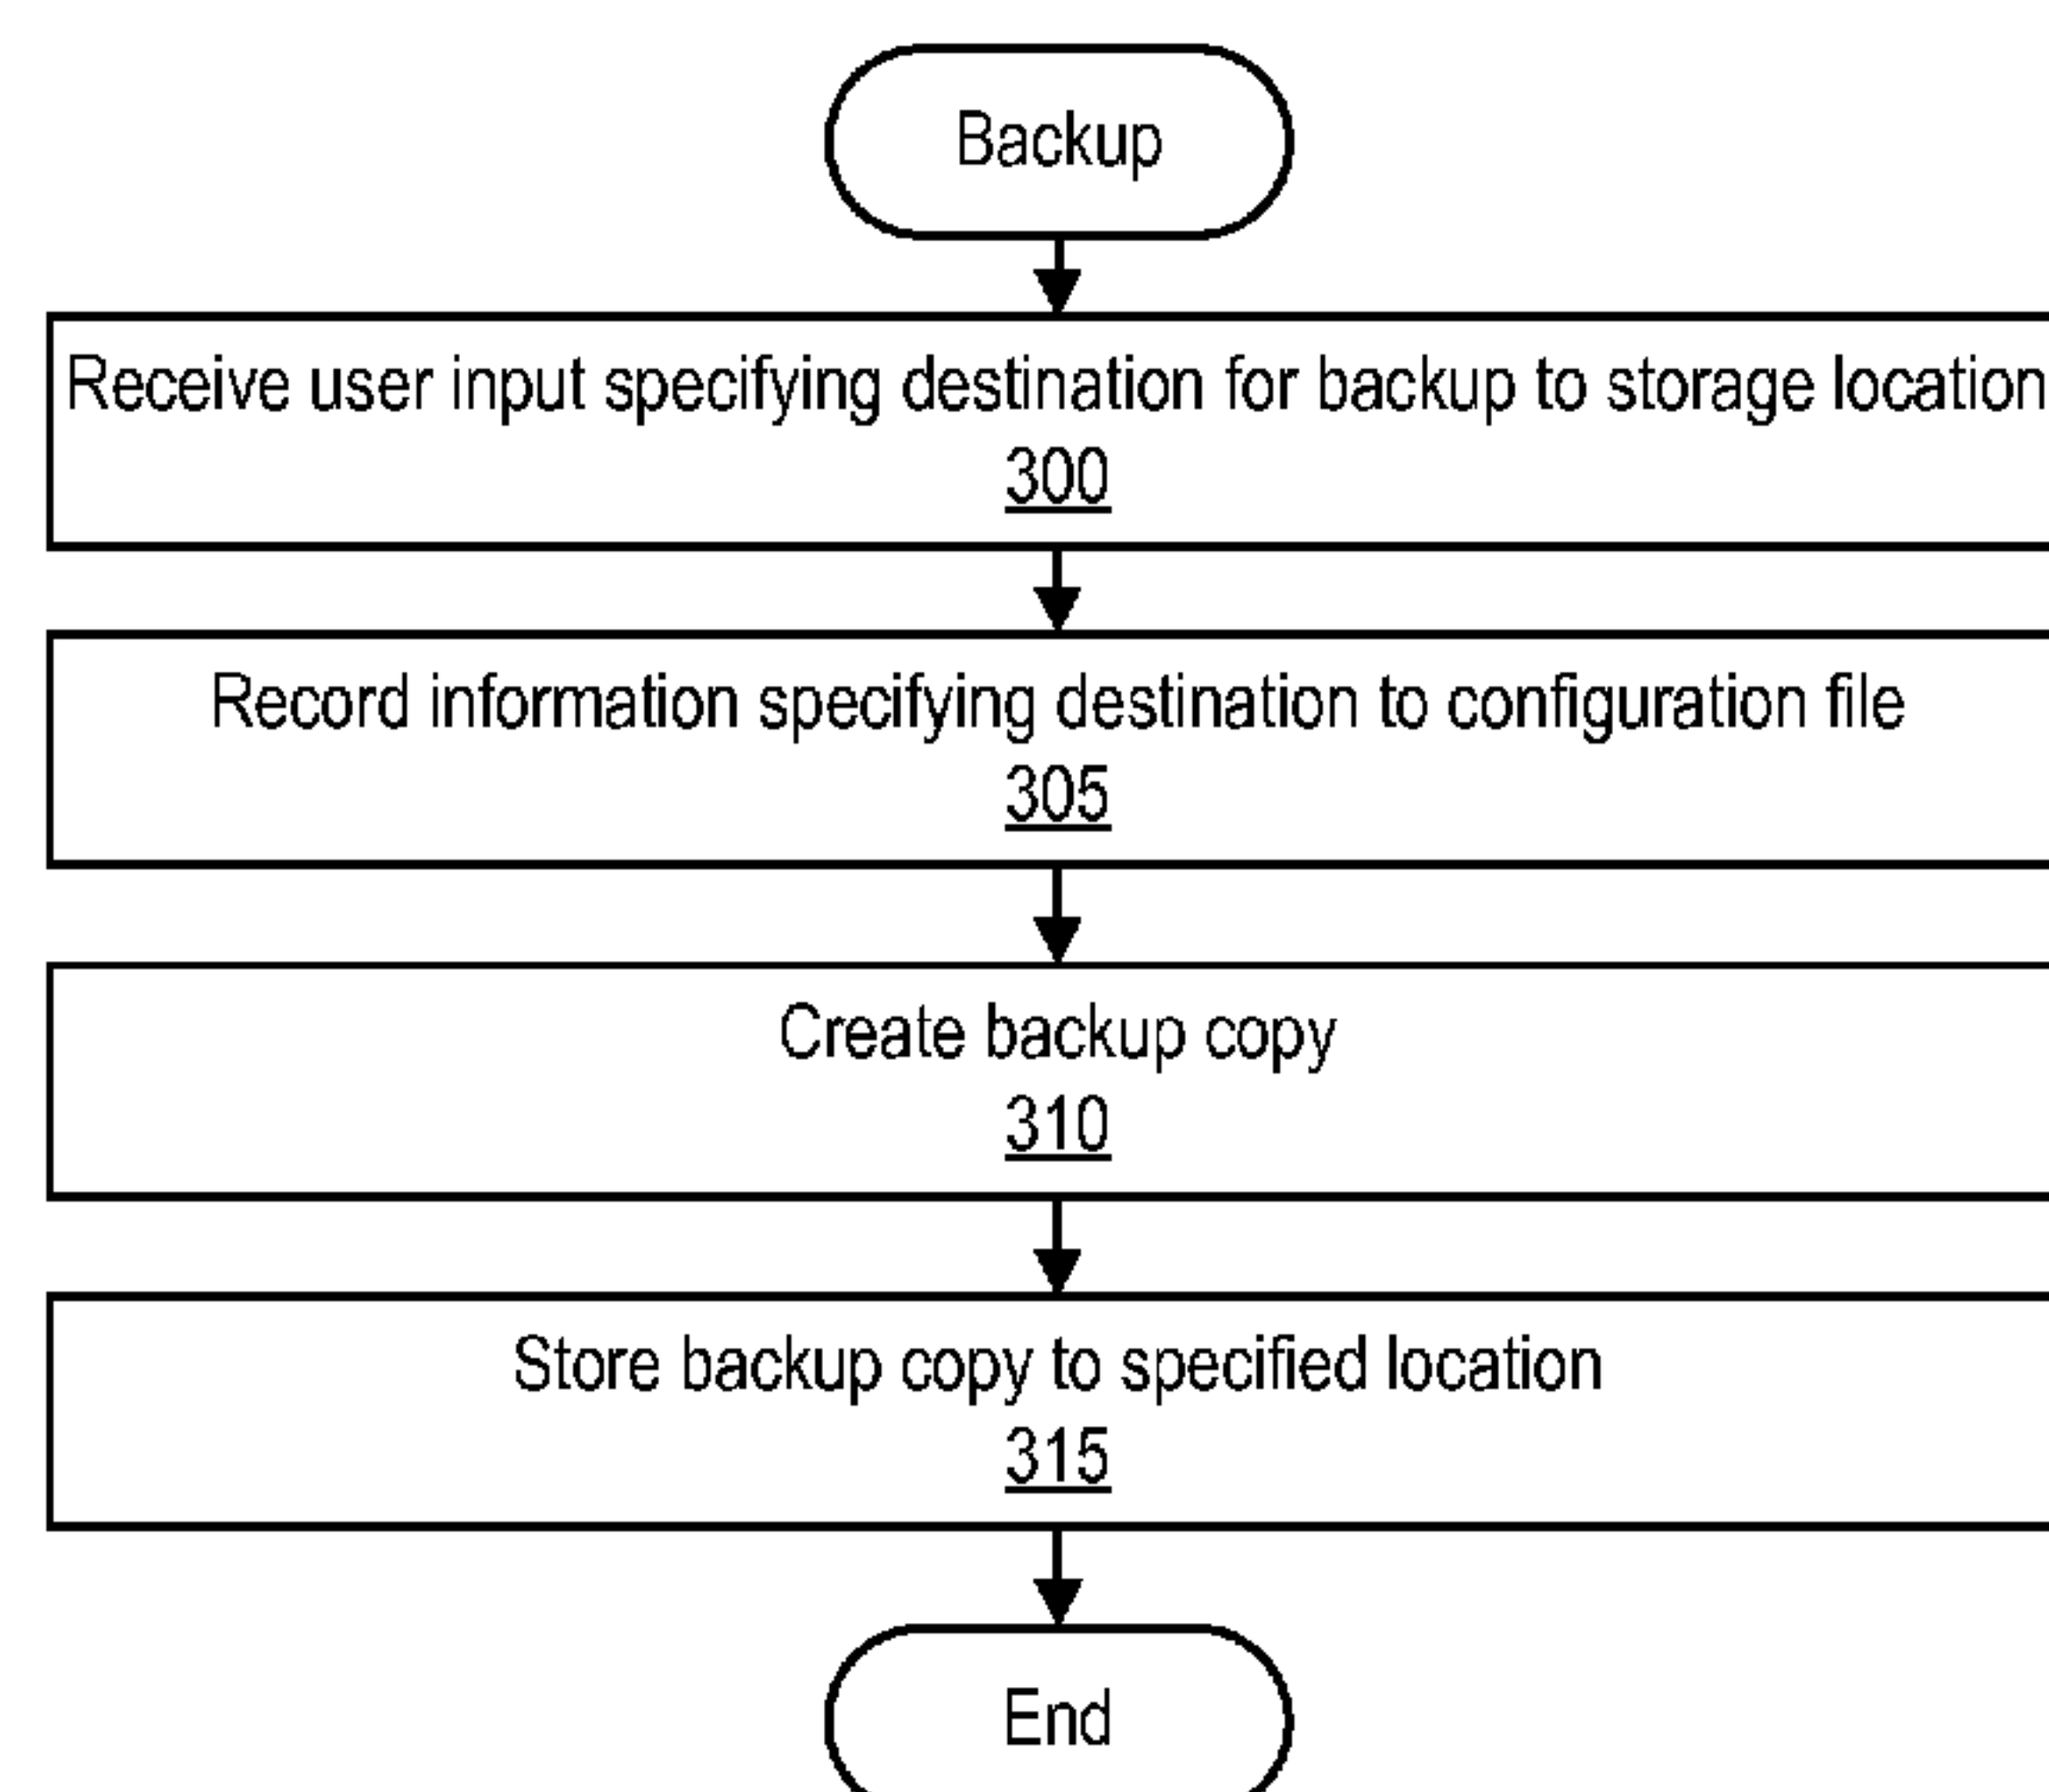 Backup
Receive user input specifying destination for backup to storage location
300
Record information specifying destination to configuration file
305
Create backup copy
310
Store backup copy to specified location
315
End